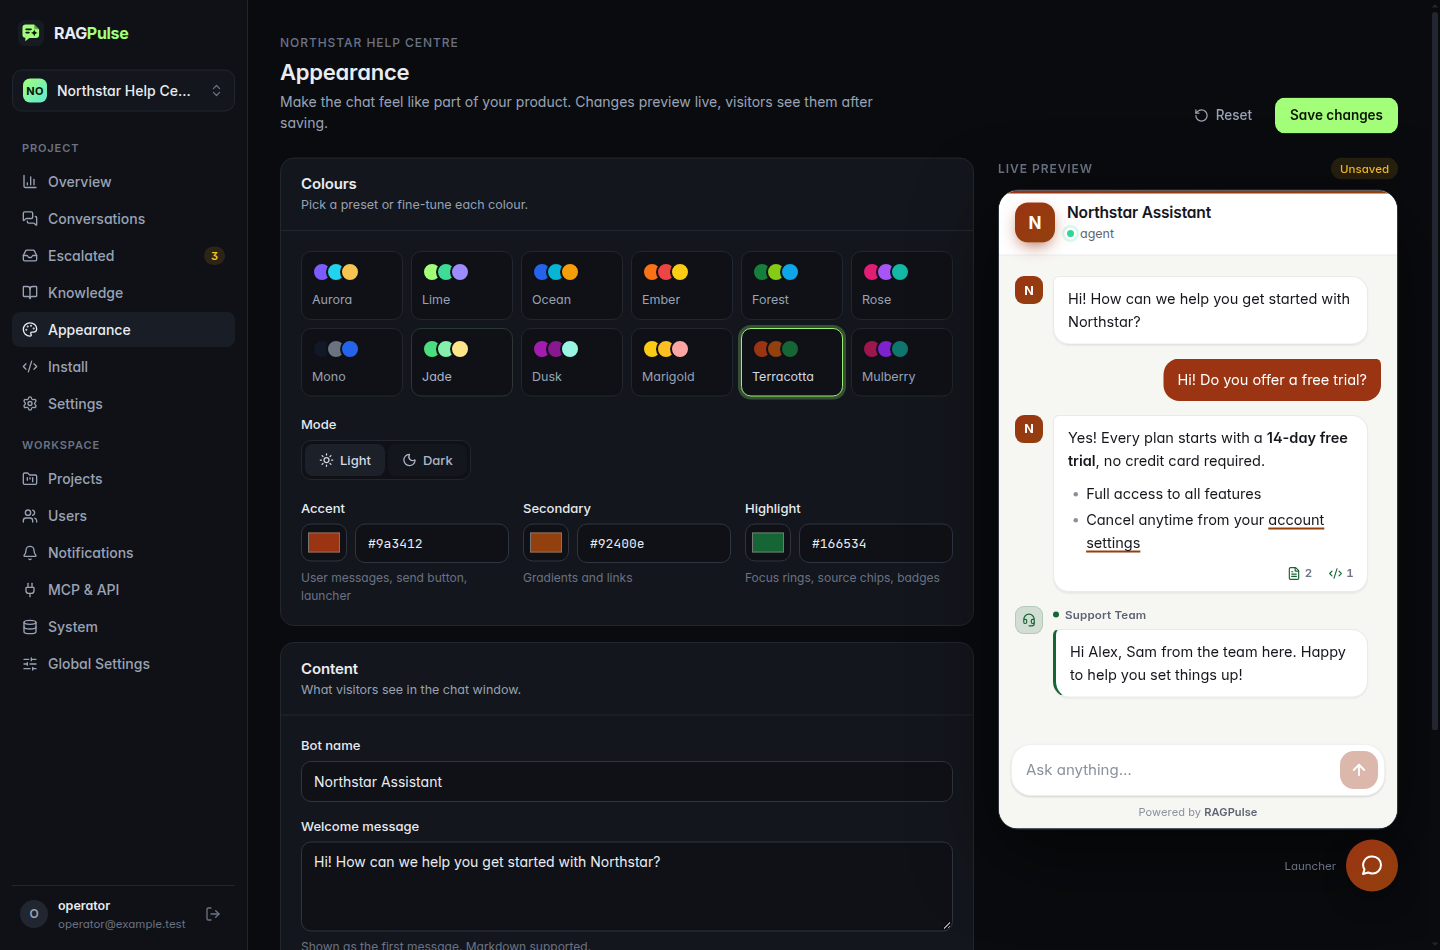 RAGPulse
NO Northstar Help Ce...
PROJECT
Overview
Conversations
Escalated 3
Knowledge
Appearance
Install
Settings
WORKSPACE
Projects
Users
Notifications
MCP & API
System
Global Settings
O operator
operator@example.test
NORTHSTAR HELP CENTRE
Appearance
Make the chat feel like part of your product. Changes preview live, visitors see them after
saving.
Reset
Save changes
Colours
Pick a preset or fine-tune each colour.
Aurora Lime Ocean Ember Forest Rose
Mono Jade Dusk Marigold Terracotta Mulberry
Mode
Light Dark
Accent Secondary Highlight
#9a3412 #92400e #166534
User messages, send button,
launcher
Gradients and links
Focus rings, source chips, badges
Content
What visitors see in the chat window.
Bot name
Northstar Assistant
Welcome message
Hi! How can we help you get started with Northstar?
Shown as the first message. Markdown supported.
LIVE PREVIEW
Unsaved
N Northstar Assistant
agent
N Hi! How can we help you get started with
Northstar?
Hi! Do you offer a free trial?
N Yes! Every plan starts with a 14-day free
trial, no credit card required.
Full access to all features
Cancel anytime from your account
settings
2 1
Support Team
Hi Alex, Sam from the team here. Happy
to help you set things up!
Ask anything...
Powered by RAGPulse
Launcher